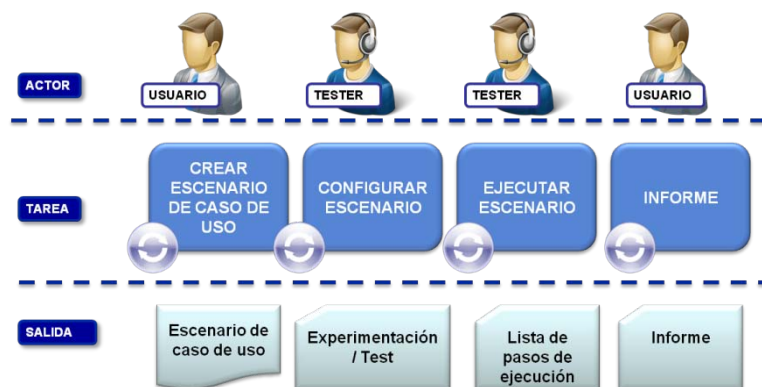 ACTOR
USUARIO
TESTER
TESTER
USUARIO
TAREA
CREAR
ESCENARIO
DE CASO DE
USO
CONFIGURAR
ESCENARIO
EJECUTAR
ESCENARIO
INFORME
SALIDA
Escenario de
caso de uso
Experimentación
/ Test
Lista de
pasos de
ejecución
Informe